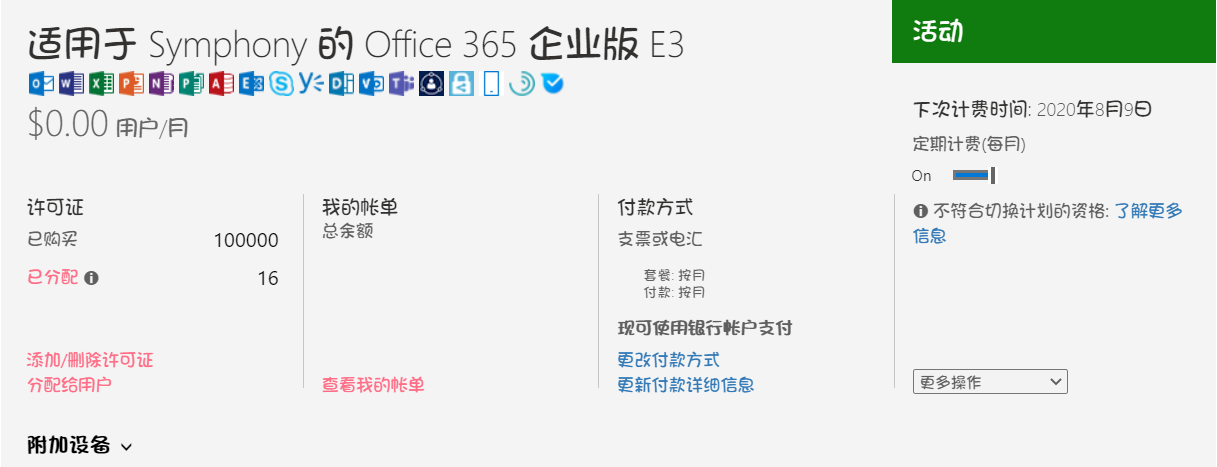 适用于 Symphony 的 Office 365 企业版 E3
$0.00 用户/月
许可证
已购买 100000
已分配 16
添加/删除许可证
分配给用户
我的帐单
总余额
查看我的帐单
付款方式
支票或电汇
套餐: 按月
付款: 按月
现可使用银行帐户支付
更改付款方式
更新付款详细信息
活动
下次计费时间: 2020年8月9日
定期计费(每月)
On
不符合切换计划的资格: 了解更多
信息
更多操作
附加设备